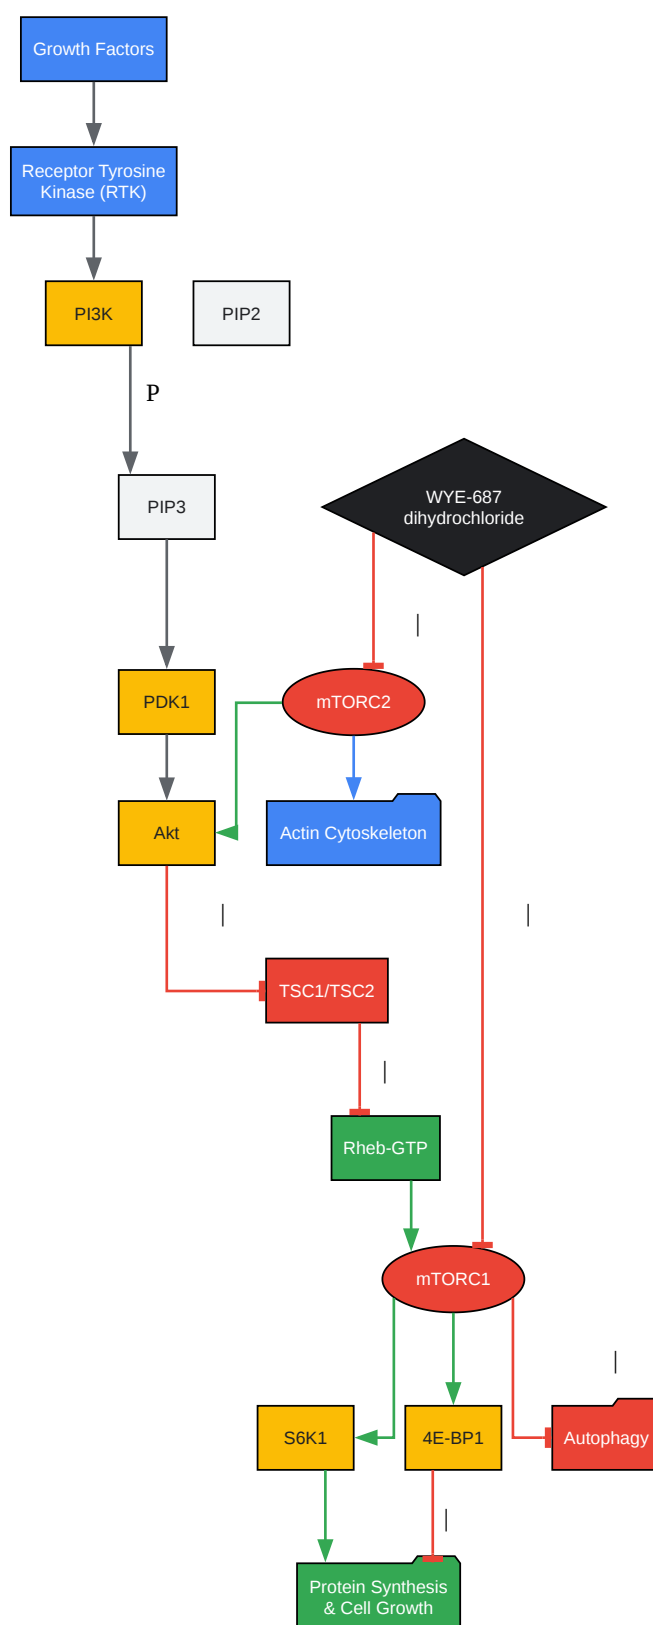 Growth Factors
Receptor Tyrosine
Kinase (RTK)
PI3K
PIP2
P
PIP3
WYE-687
dihydrochloride
|
PDK1
mTORC2
Akt
Actin Cytoskeleton
|
|
TSC1/TSC2
|
Rheb-GTP
mTORC1
|
S6K1
4E-BP1
Autophagy
|
Protein Synthesis
& Cell Growth